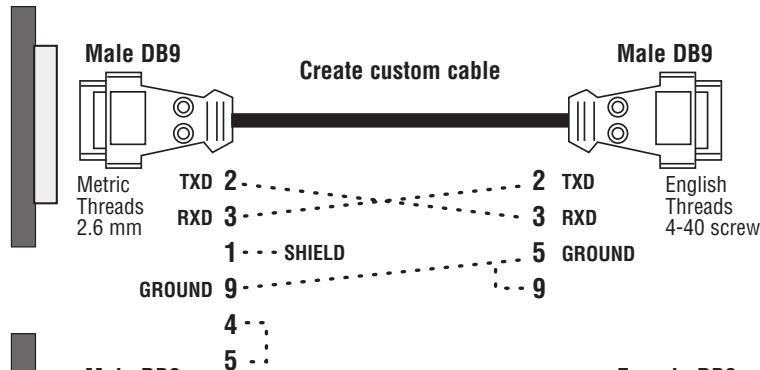 Male DB9
Create custom cable
Male DB9
Metric
Threads
2.6 mm
TXD 2
RXD 3
1 SHIELD
GROUND 9
4
5
2 TXD
3 RXD
5 GROUND
9
English
Threads
4-40 screw